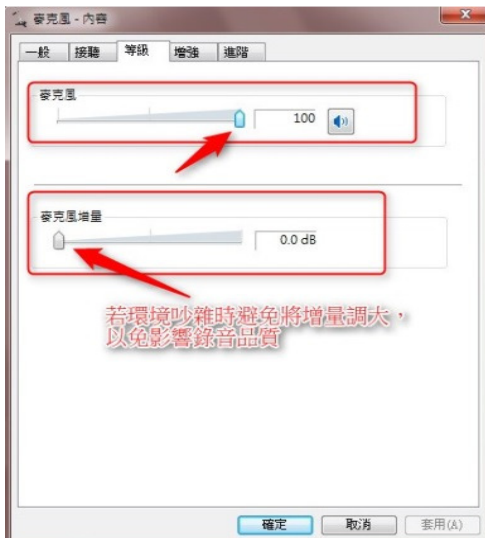 麥克風 - 內容
一般 接聽 等級 增強 進階
麥克風
100
麥克風增量
0.0 dB
若環境吵雜時避免將增量調大，
以免影響錄音品質
確定 取消 套用(A)